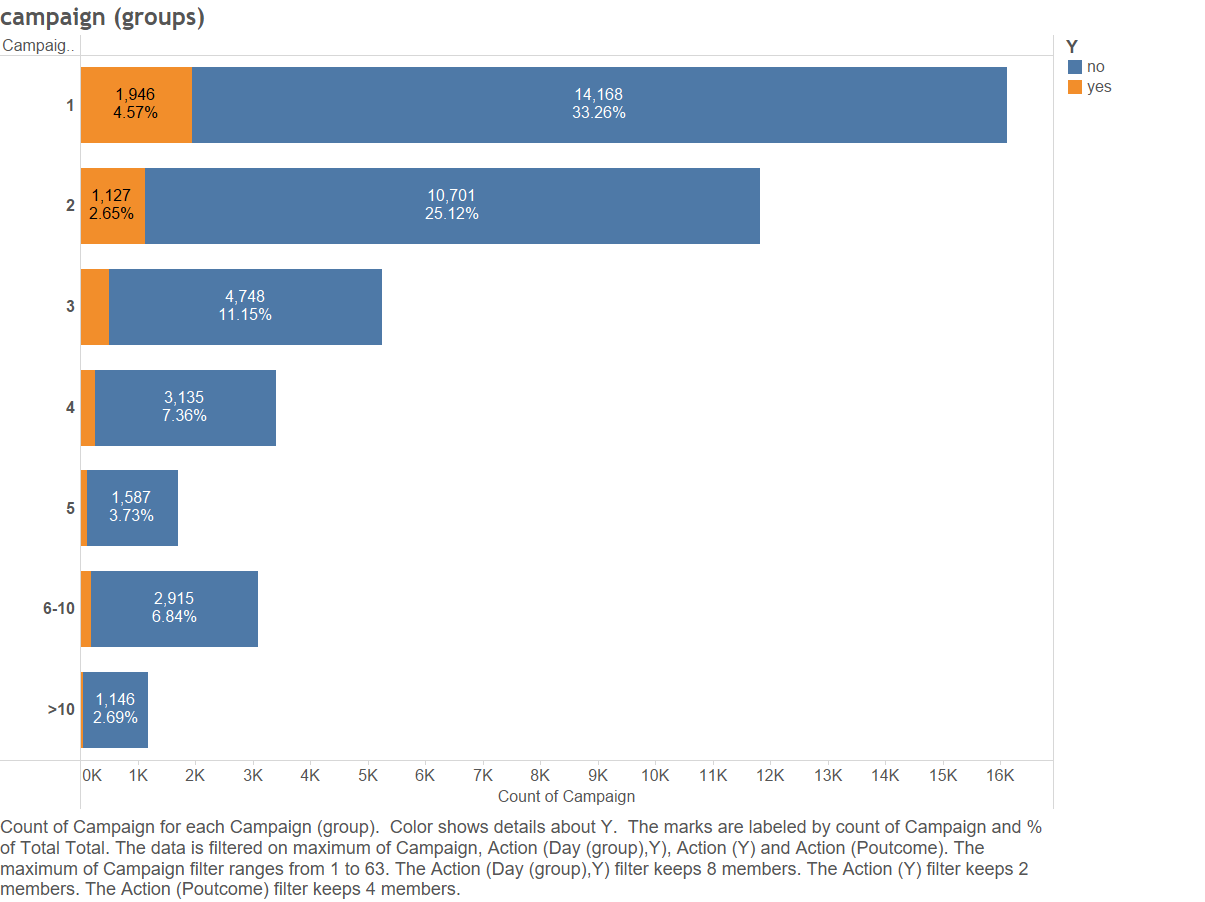 campaign (groups)
Campaig..
Y
no
yes
1
1,946
4.57%
14,168
33.26%
2
1,127
2.65%
10,701
25.12%
3
4,748
11.15%
4
3,135
7.36%
5
1,587
3.73%
6-10
2,915
6.84%
>10
1,146
2.69%
0K 1K 2K 3K 4K 5K 6K 7K 8K 9K 10K 11K 12K 13K 14K 15K 16K
Count of Campaign
Count of Campaign for each Campaign (group).  Color shows details about Y.  The marks are labeled by count of Campaign and %
of Total Total. The data is filtered on maximum of Campaign, Action (Day (group),Y), Action (Y) and Action (Poutcome). The
maximum of Campaign filter ranges from 1 to 63. The Action (Day (group),Y) filter keeps 8 members. The Action (Y) filter keeps 2
members. The Action (Poutcome) filter keeps 4 members.